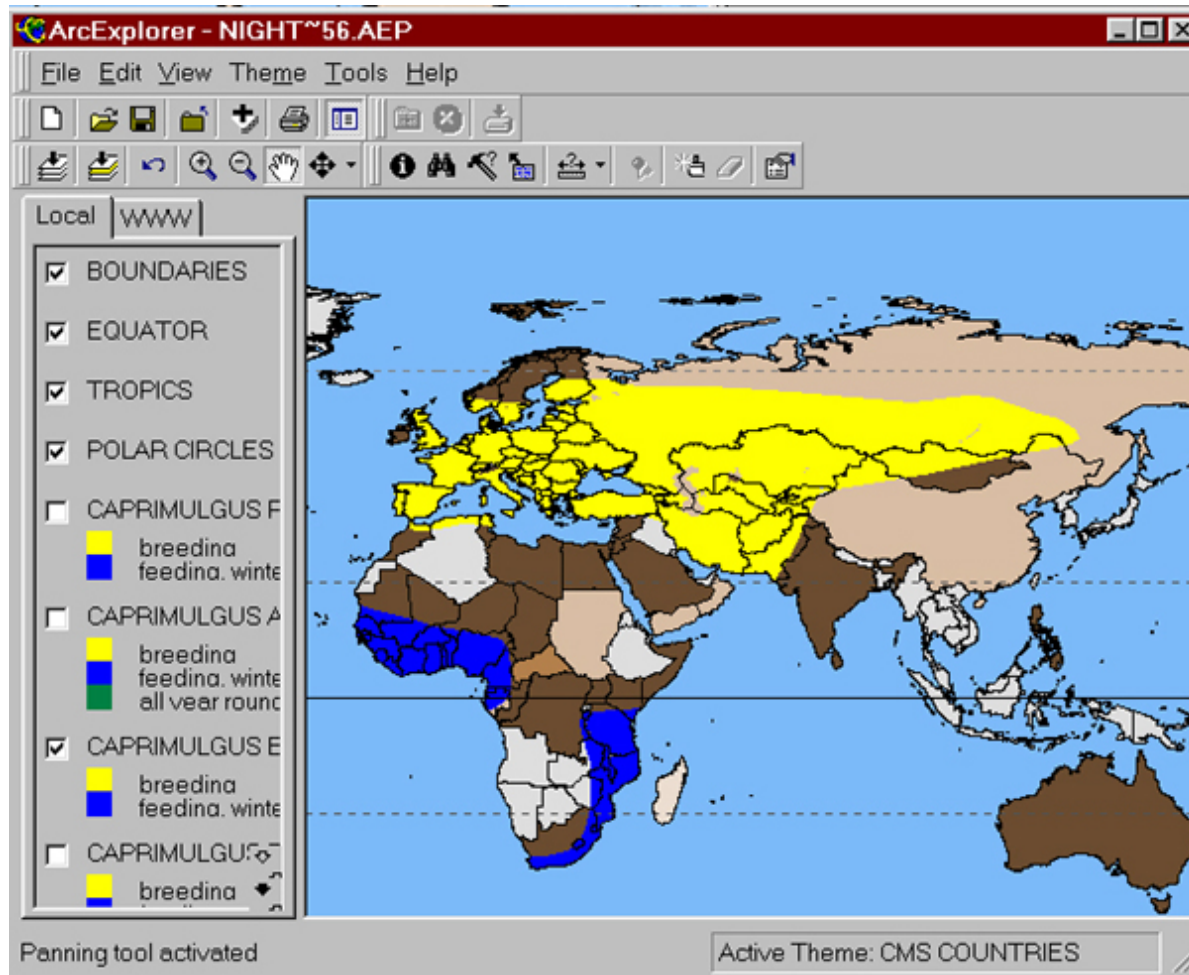 ArcExplorer - NIGHT~56.AEP
File Edit View Theme Tools Help
Local WWW
BOUNDARIES
EQUATOR
TROPICS
POLAR CIRCLES
CAPRIMULGUS F
breeding
feeding, winte
CAPRIMULGUS A
breeding
feeding, winte
all year round
CAPRIMULGUS E
breeding
feeding, winte
CAPRIMULGUS
breeding
Panning tool activated
Active Theme: CMS COUNTRIES